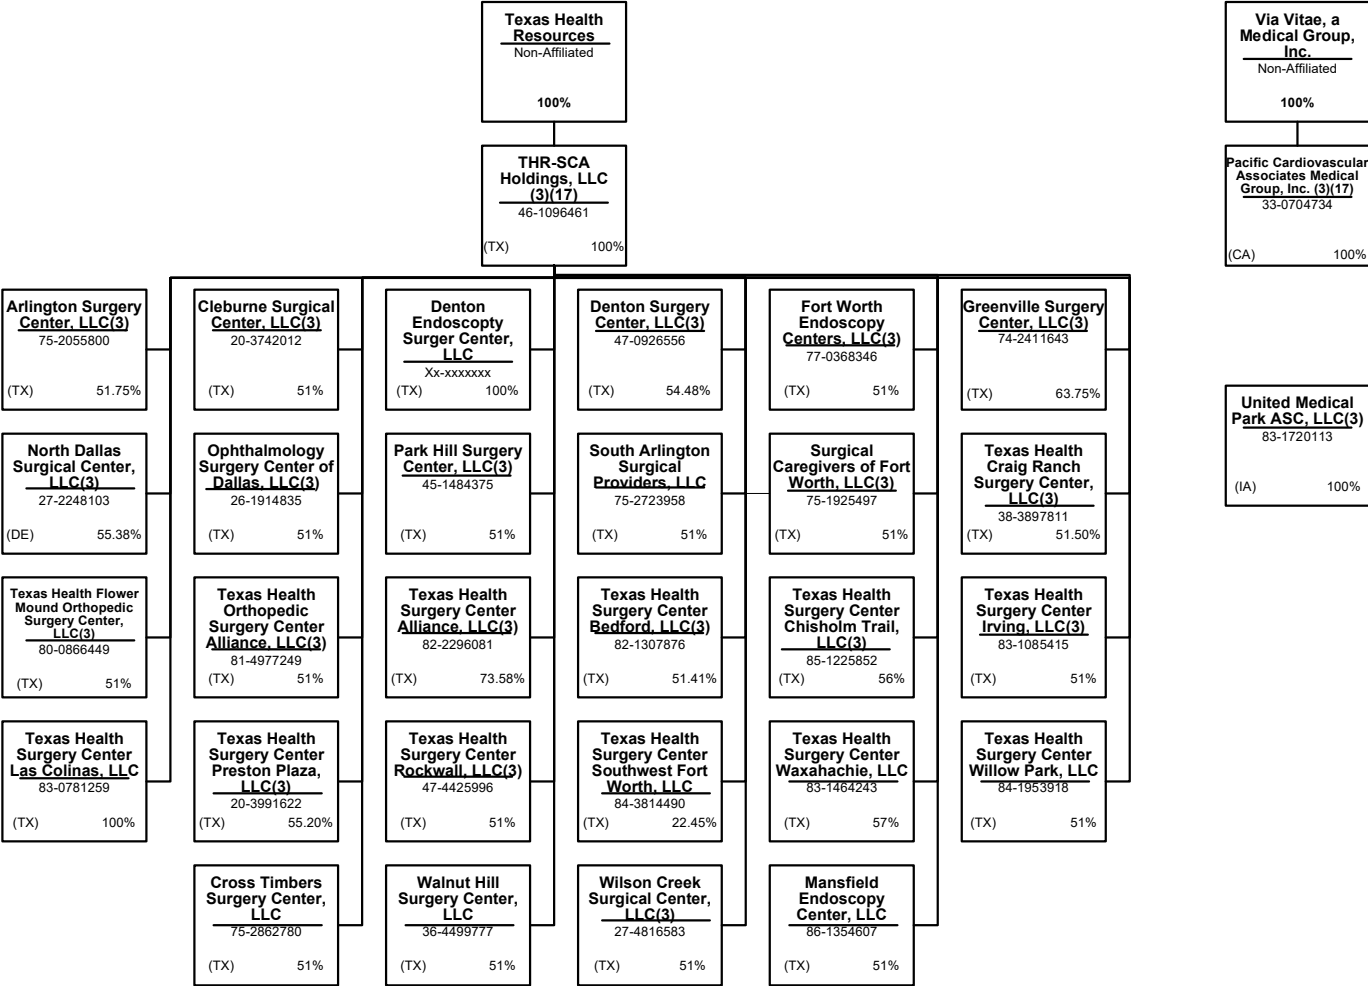 Texas Health
Resources
Non-Affiliated
100%
Via Vitae, a
Medical Group,
Inc.
Non-Affiliated
100%
THR-SCA
Holdings, LLC
(3)(17)
46-1096461
(TX) 100%
Pacific Cardiovascular
Associates Medical
Group, Inc. (3)(17)
33-0704734
(CA) 100%
Arlington Surgery
Center, LLC(3)
75-2055800
(TX) 51.75%
Cleburne Surgical
Center, LLC(3)
20-3742012
(TX) 51%
Denton
Endoscopty
Surger Center,
LLC
Xx-xxxxxxx
(TX) 100%
Denton Surgery
Center, LLC(3)
47-0926556
(TX) 54.48%
Fort Worth
Endoscopy
Centers, LLC(3)
77-0368346
(TX) 51%
Greenville Surgery
Center, LLC(3)
74-2411643
(TX) 63.75%
United Medical
Park ASC, LLC(3)
83-1720113
(IA) 100%
North Dallas
Surgical Center,
LLC(3)
27-2248103
(DE) 55.38%
Ophthalmology
Surgery Center of
Dallas, LLC(3)
26-1914835
(TX) 51%
Park Hill Surgery
Center, LLC(3)
45-1484375
(TX) 51%
South Arlington
Surgical
Providers, LLC
75-2723958
(TX) 51%
Surgical
Caregivers of Fort
Worth, LLC(3)
75-1925497
(TX) 51%
Texas Health
Craig Ranch
Surgery Center,
LLC(3)
38-3897811
(TX) 51.50%
Texas Health Flower
Mound Orthopedic
Surgery Center,
LLC(3)
80-0866449
(TX) 51%
Texas Health
Orthopedic
Surgery Center
Alliance, LLC(3)
81-4977249
(TX) 51%
Texas Health
Surgery Center
Alliance, LLC(3)
82-2296081
(TX) 73.58%
Texas Health
Surgery Center
Bedford, LLC(3)
82-1307876
(TX) 51.41%
Texas Health
Surgery Center
Chisholm Trail,
LLC(3)
85-1225852
(TX) 56%
Texas Health
Surgery Center
Irving, LLC(3)
83-1085415
(TX) 51%
Texas Health
Surgery Center
Las Colinas, LLC
83-0781259
(TX) 100%
Texas Health
Surgery Center
Preston Plaza,
LLC(3)
20-3991622
(TX) 55.20%
Texas Health
Surgery Center
Rockwall, LLC(3)
47-4425996
(TX) 51%
Texas Health
Surgery Center
Southwest Fort
Worth, LLC
84-3814490
(TX) 22.45%
Texas Health
Surgery Center
Waxahachie, LLC
83-1464243
(TX) 57%
Texas Health
Surgery Center
Willow Park, LLC
84-1953918
(TX) 51%
Cross Timbers
Surgery Center,
LLC
75-2862780
(TX) 51%
Walnut Hill
Surgery Center,
LLC
36-4499777
(TX) 51%
Wilson Creek
Surgical Center,
LLC(3)
27-4816583
(TX) 51%
Mansfield
Endoscopy
Center, LLC
86-1354607
(TX) 51%